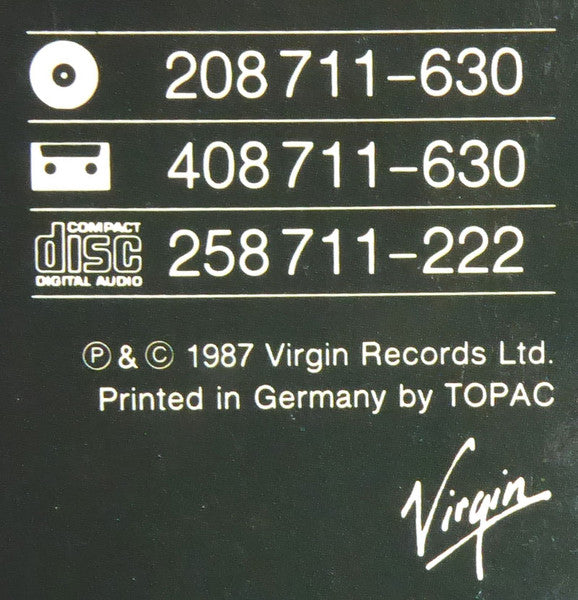 208 711-630
408 711-630
COMPACT
disc
DIGITAL AUDIO
258 711-222
Ⓟ & © 1987 Virgin Records Ltd.
Printed in Germany by TOPAC
Virgin